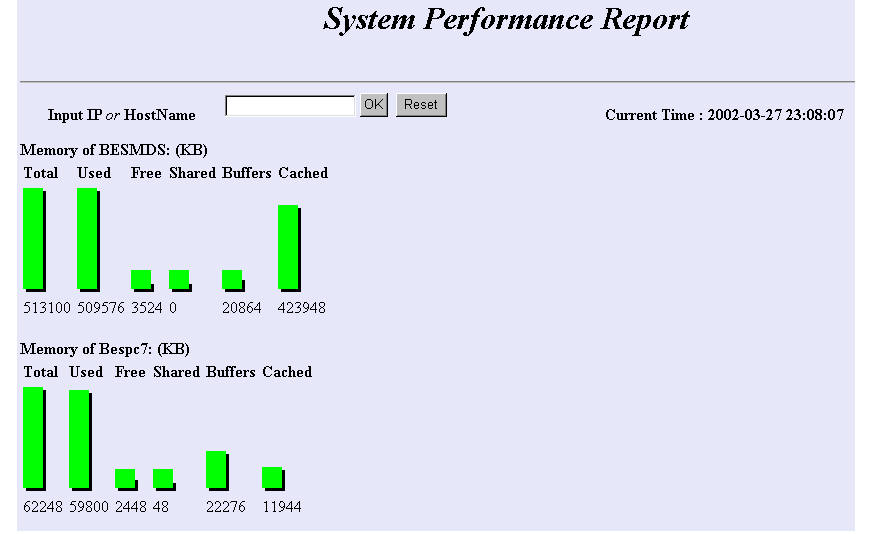 System Performance Report
Input IP or HostName OK Reset Current Time : 2002-03-27 23:08:07
Memory of BESMDS: (KB)
Total Used Free Shared Buffers Cached
513100 509576 3524 0 20864 423948
Memory of Bespc7: (KB)
Total Used Free Shared Buffers Cached
62248 59800 2448 48 22276 11944